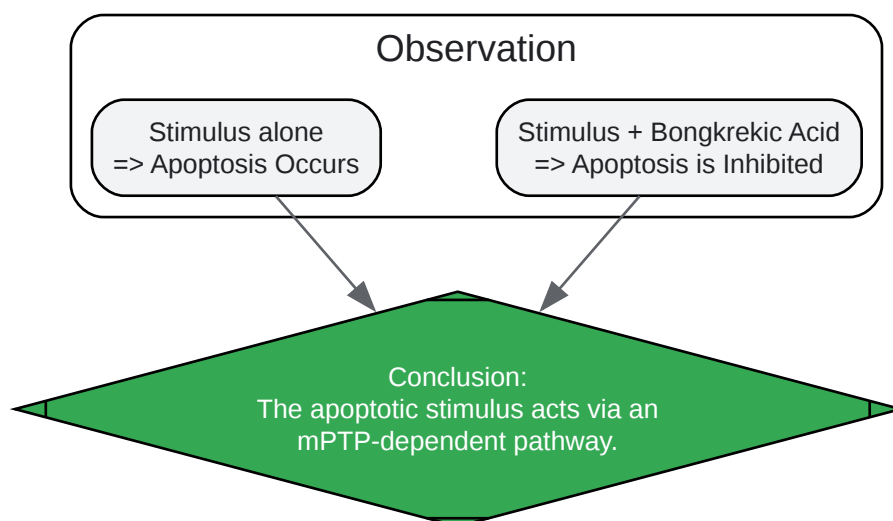 Observation
Stimulus alone
=> Apoptosis Occurs
Stimulus + Bongkrekic Acid
=> Apoptosis is Inhibited
Conclusion:
The apoptotic stimulus acts via an
mPTP-dependent pathway.